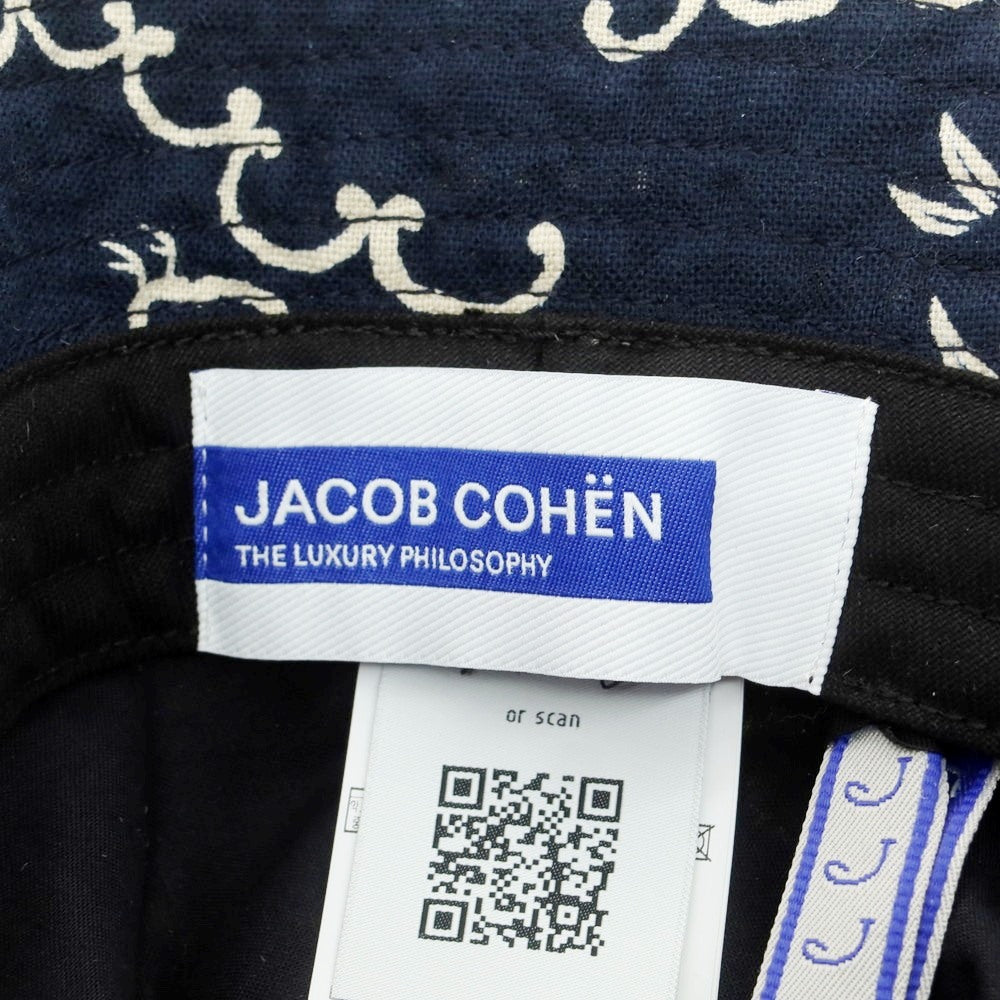 JACOB COHËN
THE LUXURY PHILOSOPHY
or scan